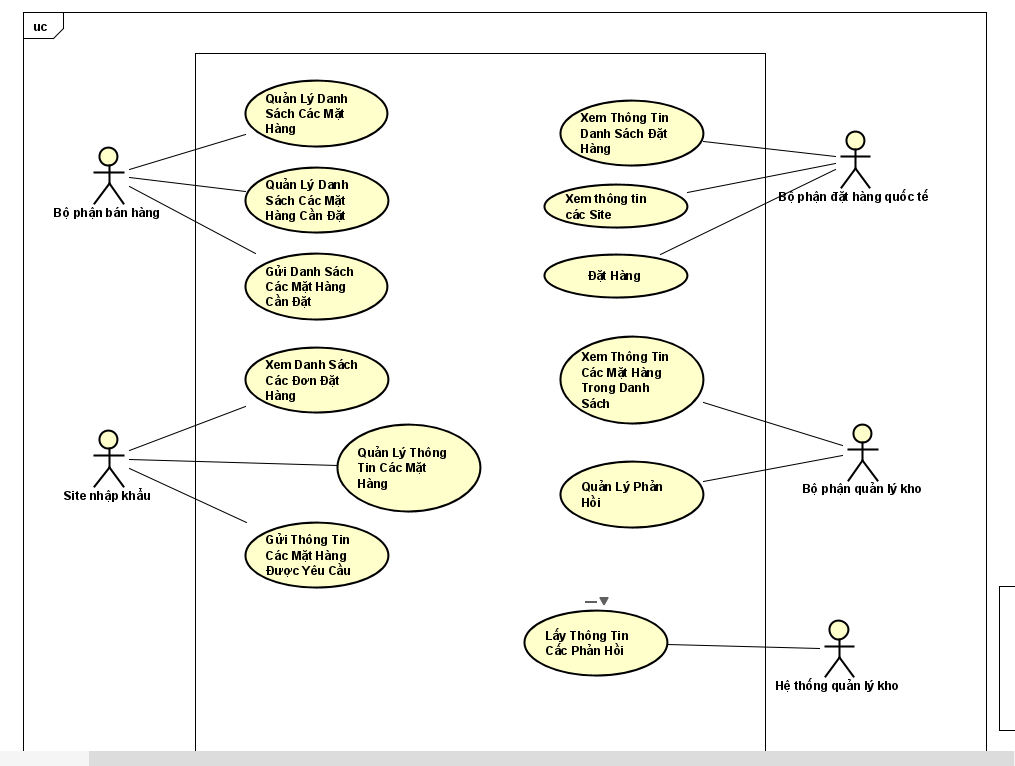 uc
Quản Lý Danh
Sách Các Mặt
Hàng
Xem Thông Tin
Danh Sách Đặt
Hàng
Bộ phận bán hàng
Quản Lý Danh
Sách Các Mặt
Hàng Cần Đặt
Xem thông tin
các Site
Bộ phận đặt hàng quốc tế
Gửi Danh Sách
Các Mặt Hàng
Cần Đặt
Đặt Hàng
Xem Danh Sách
Các Đơn Đặt
Hàng
Xem Thông Tin
Các Mặt Hàng
Trong Danh
Sách
Site nhập khẩu
Quản Lý Thông
Tin Các Mặt
Hàng
Quản Lý Phản
Hồi
Bộ phận quản lý kho
Gửi Thông Tin
Các Mặt Hàng
Được Yêu Cầu
Lấy Thông Tin
Các Phản Hồi
Hệ thống quản lý kho